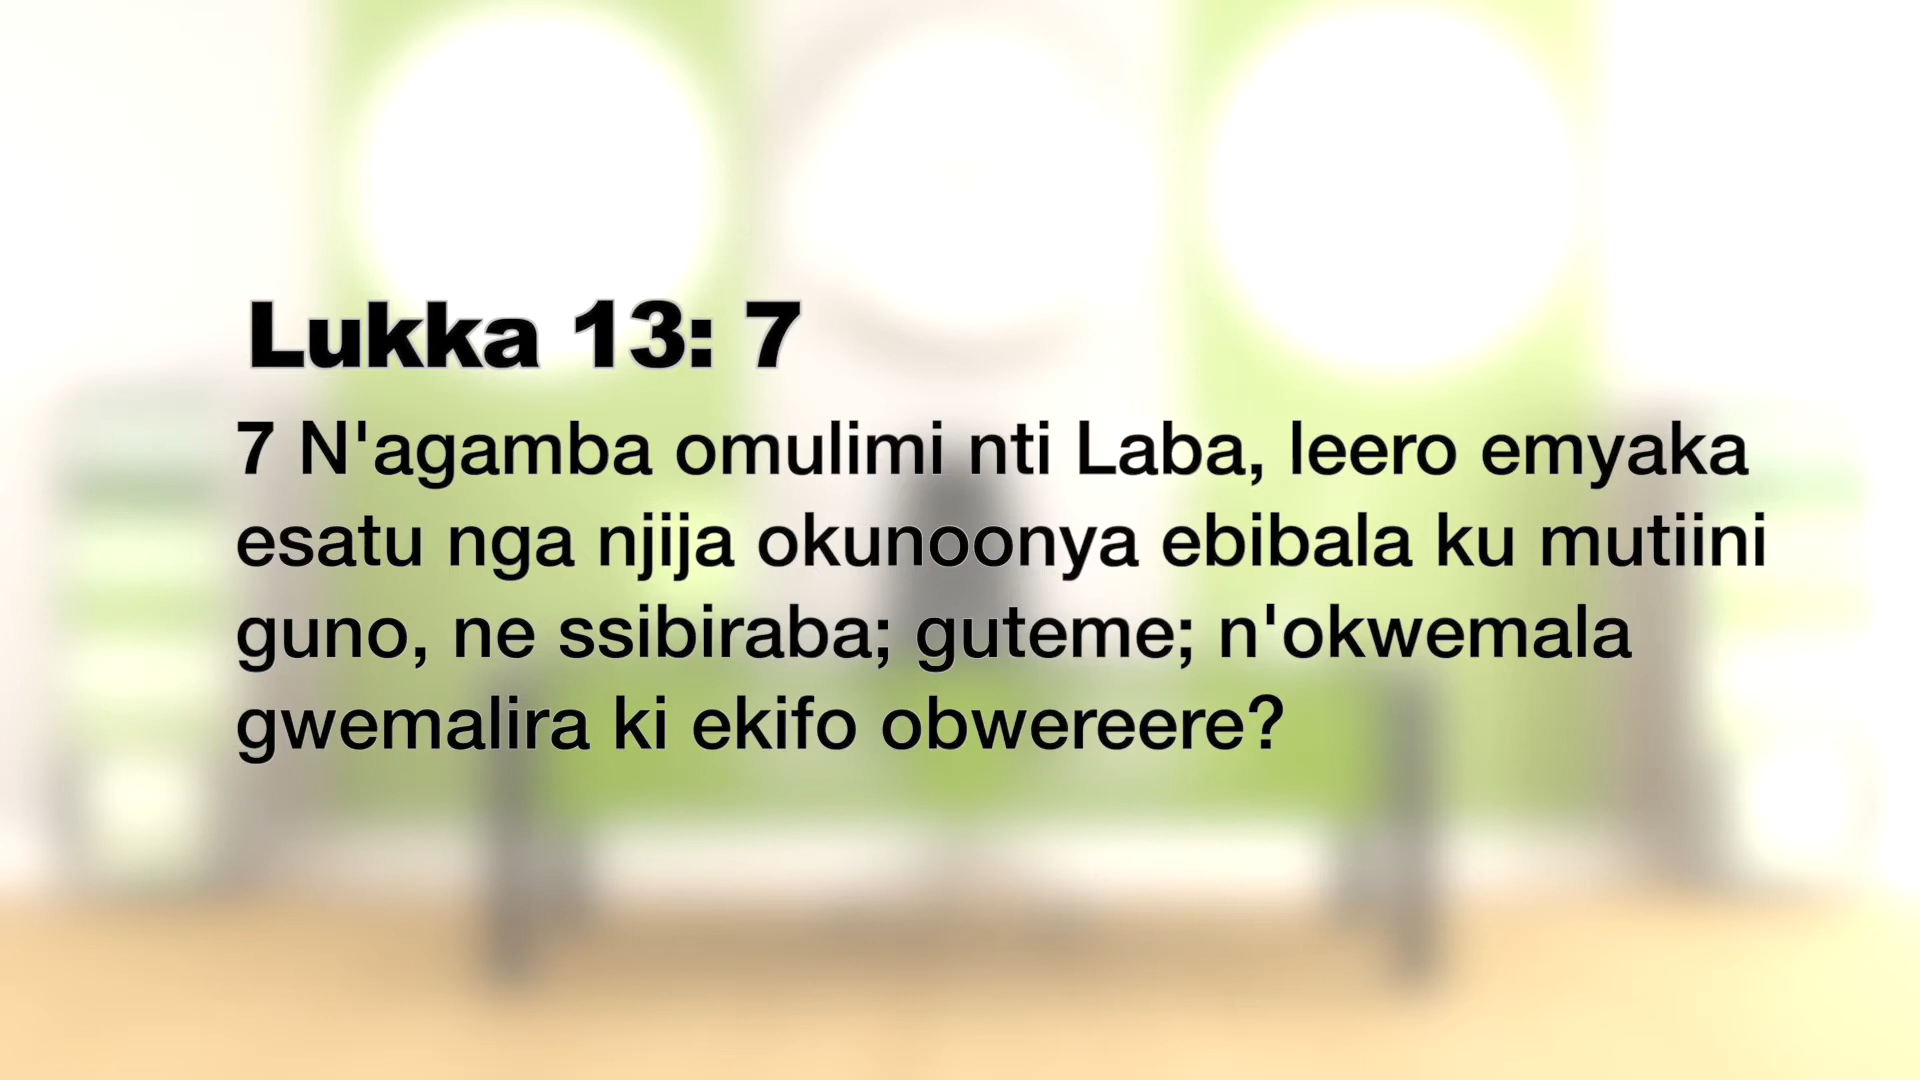 Lukka 13: 7
7 N'agamba omulimi nti Laba, leero emyaka
esatu nga njija okunoonya ebibala ku mutiini
guno, ne ssibiraba; guteme; n'okwemala
gwemalira ki ekifo obwereere?